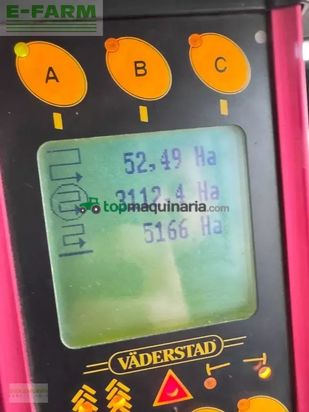 E-FARM
A B C
52,49 Ha
3112,4 Ha
topmaquinaria.com
5166 Ha
VÄDERSTAD